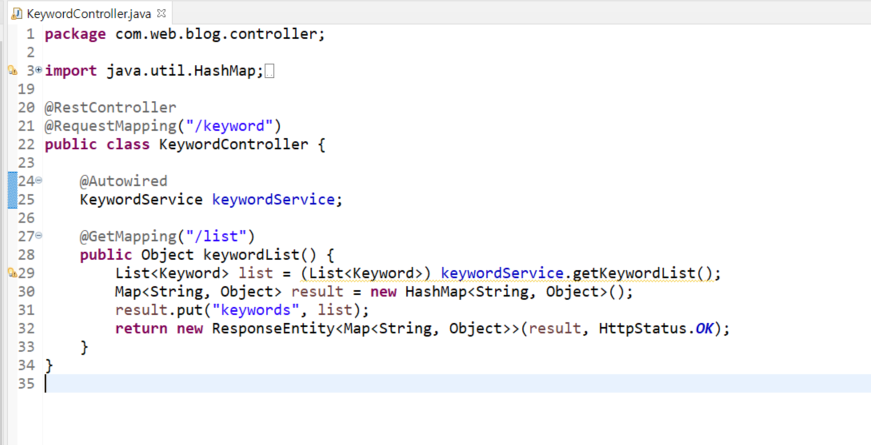 KeywordController.java
1 package com.web.blog.controller;
2
3 import java.util.HashMap;
19
20 @RestController
21 @RequestMapping("/keyword")
22 public class KeywordController {
23
24 @Autowired
25 KeywordService keywordService;
26
27 @GetMapping("/list")
28 public Object keywordList() {
29 List<Keyword> list = (List<Keyword>) keywordService.getKeywordList();
30 Map<String, Object> result = new HashMap<String, Object>();
31 result.put("keywords", list);
32 return new ResponseEntity<Map<String, Object>>(result, HttpStatus.OK);
33 }
34 }
35